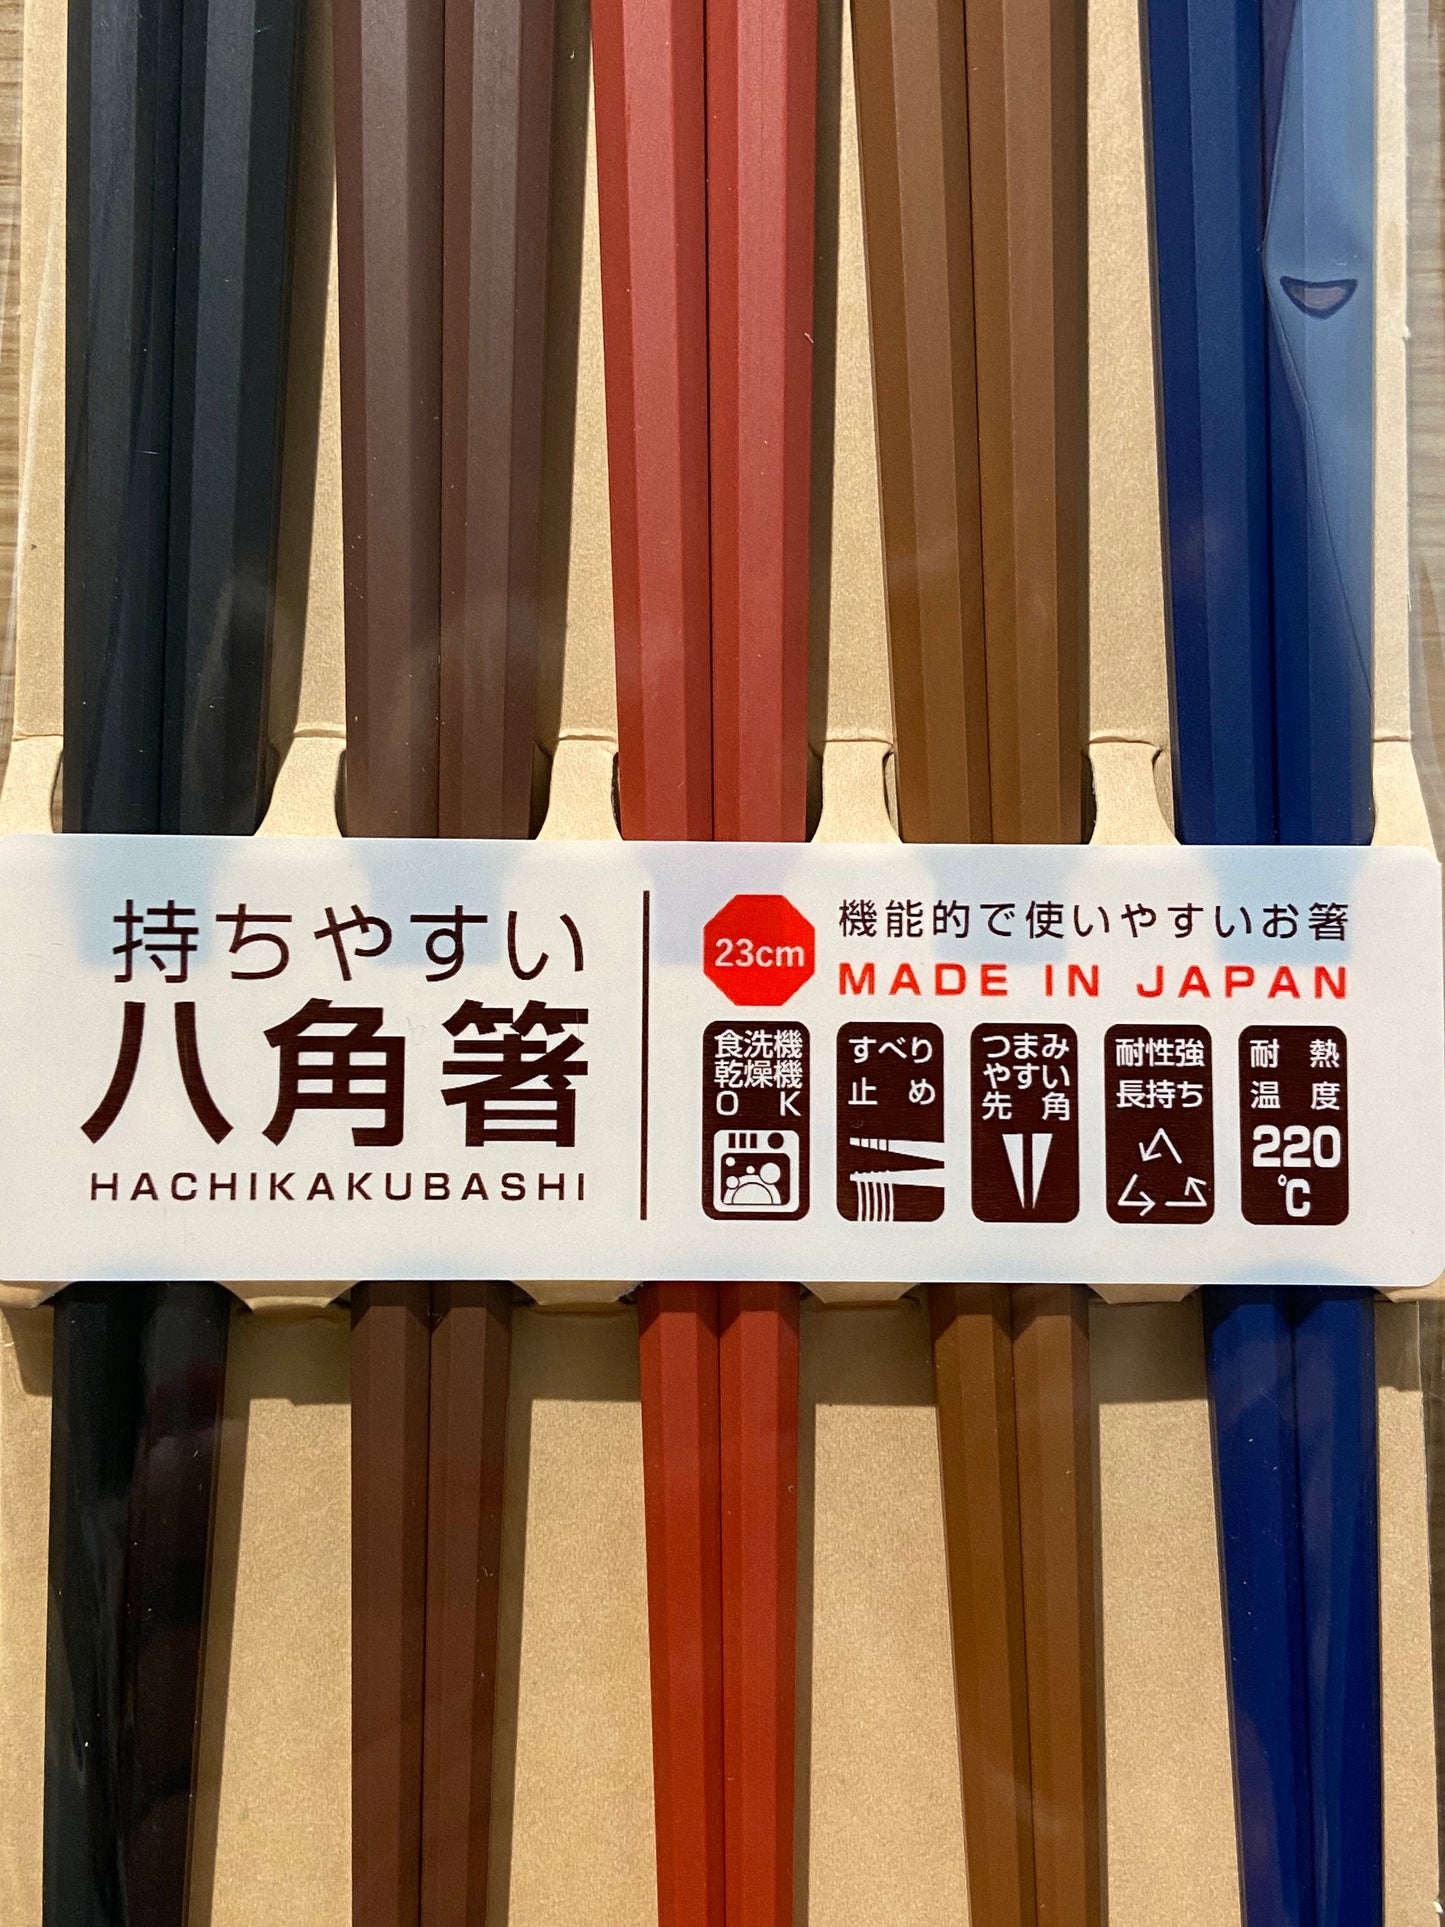 持ちやすい
八角箸
HACHIKAKUBASHI
23cm
機能的で使いやすいお箸
MADE IN JAPAN
食洗機
乾燥機
OK
すべり
止め
つまみ
やすい
先角
耐性強
長持ち
耐熱
温度
220
℃